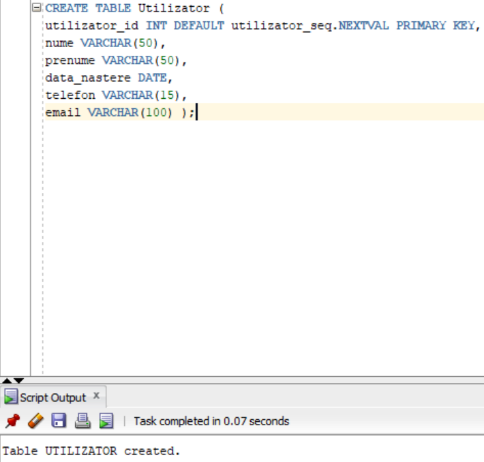 CREATE TABLE Utilizator (
utilizator_id INT DEFAULT utilizator_seq.NEXTVAL PRIMARY KEY,
nume VARCHAR(50),
prenume VARCHAR(50),
data_nastere DATE,
telefon VARCHAR(15),
email VARCHAR(100) );
Script Output x
Task completed in 0.07 seconds
Table UTILIZATOR created.